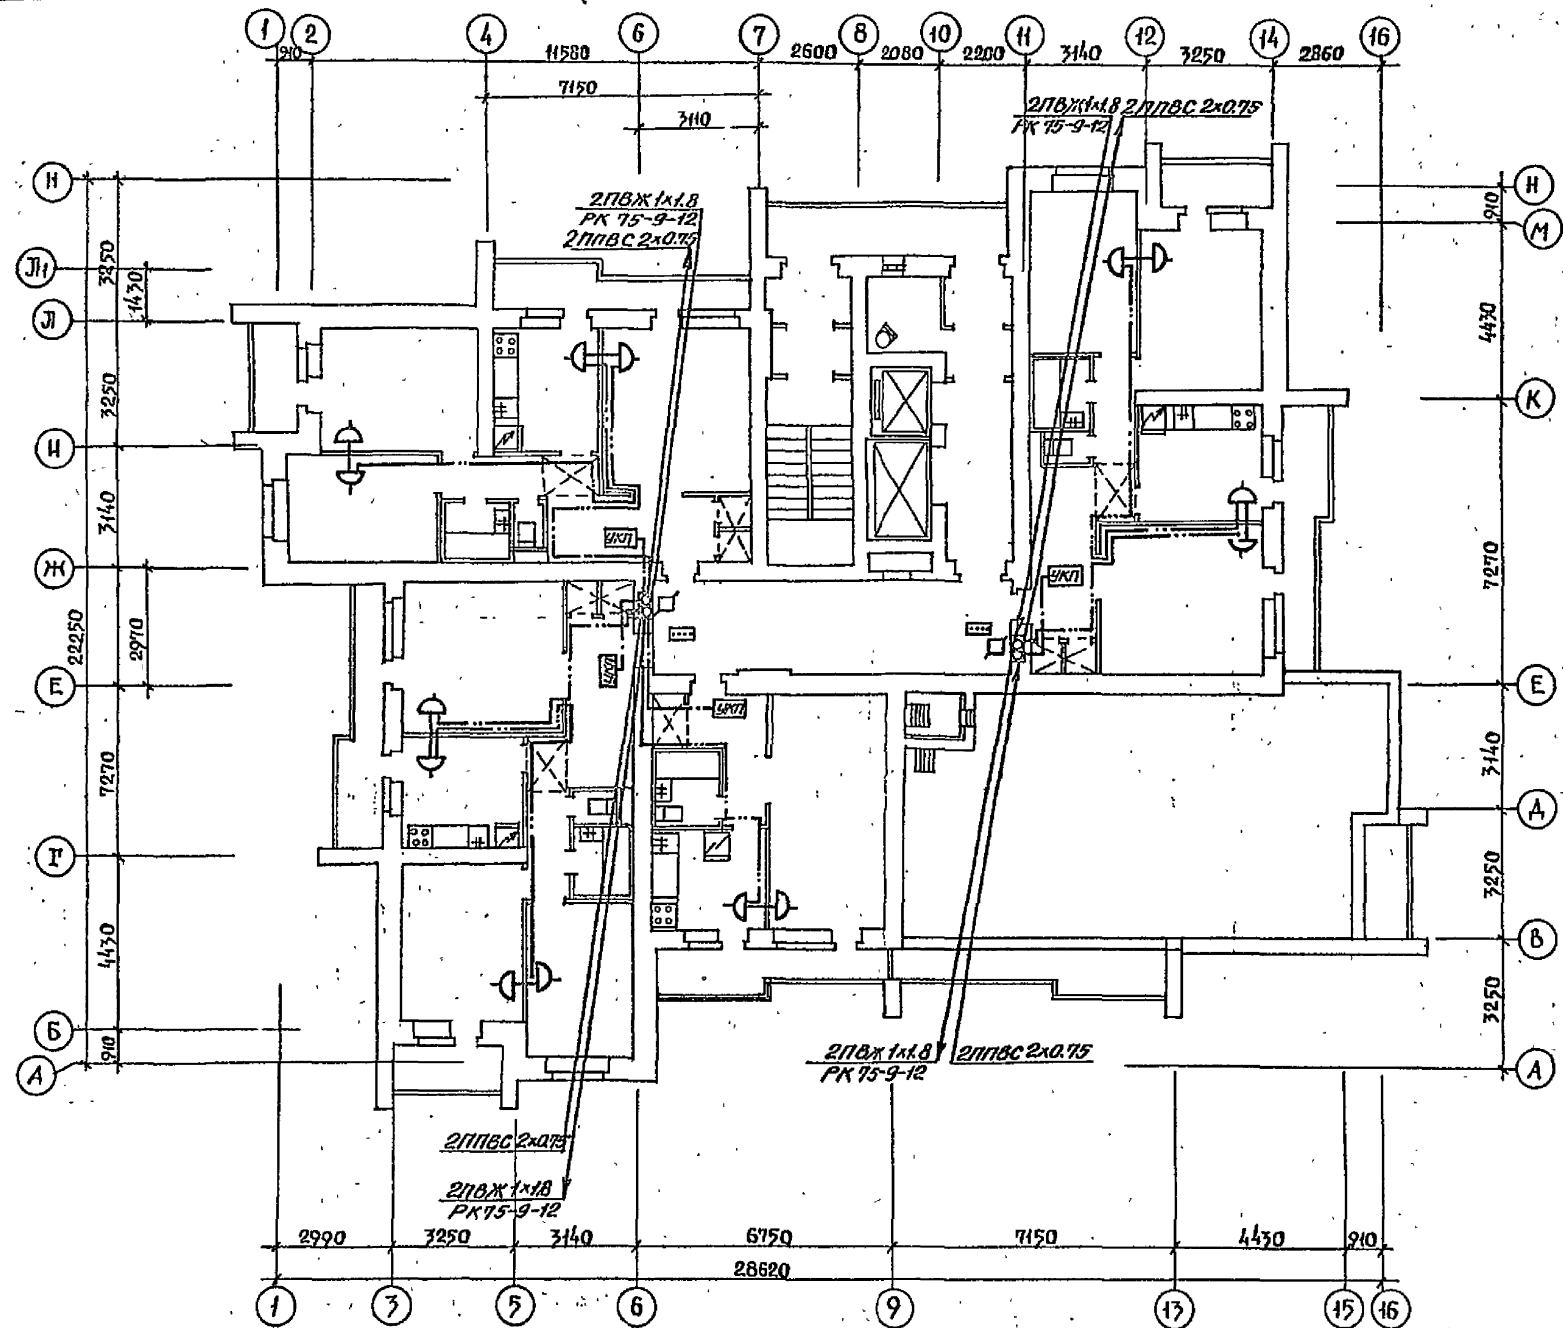 1 2 4 6 7 8 10 11 12 14 16
910 11580 2600 2080 2200 3140 3250 2860
7150
3110
2ПВЖ 1×1.8 2ППВС 2×0.75
РК 75-9-12
2ПВЖ 1×1.8
РК 75-9-12
2ППВС 2×0.75
Н
П1
П
И
Ж
Е
Г
Б
А
3250
1430
3250
3140
22250
2970
7270
4430
910
Н
М
К
Е
Д
В
А
910
4430
7270
3140
3250
3250
УКП
УКП
УКП
УКП
2ПВЖ 1×1.8 2ППВС 2×0.75
РК 75-9-12
2ППВС 2×0.75
2ПВЖ 1×1.8
РК 75-9-12
2990 3250 3140 6750 7150 4430 910
28620
1 3 5 6 9 13 15 16